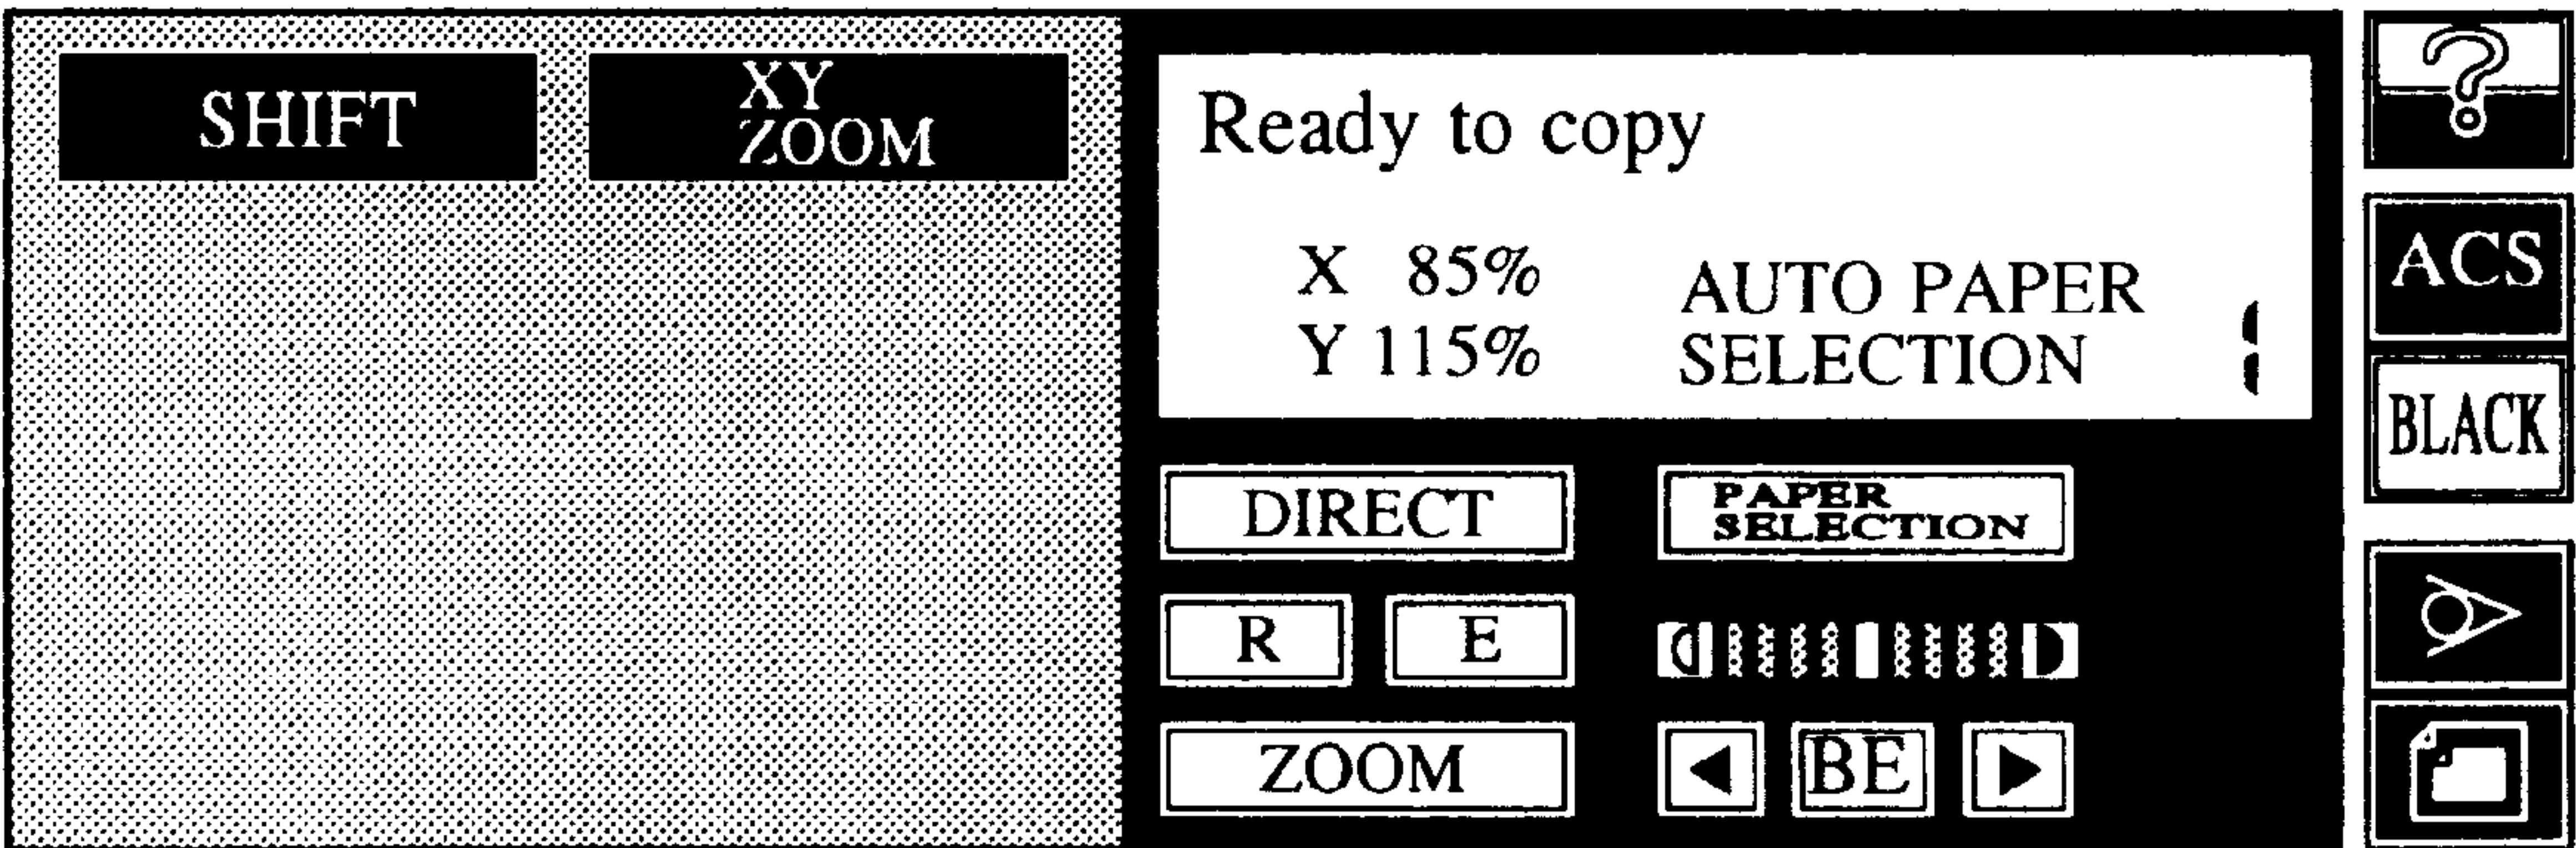 SHIFT
XY
ZOOM
Ready to copy
X 85%
Y 115%
AUTO PAPER
SELECTION
DIRECT
PAPER
SELECTION
R
E
ZOOM
BE
?
ACS
BLACK